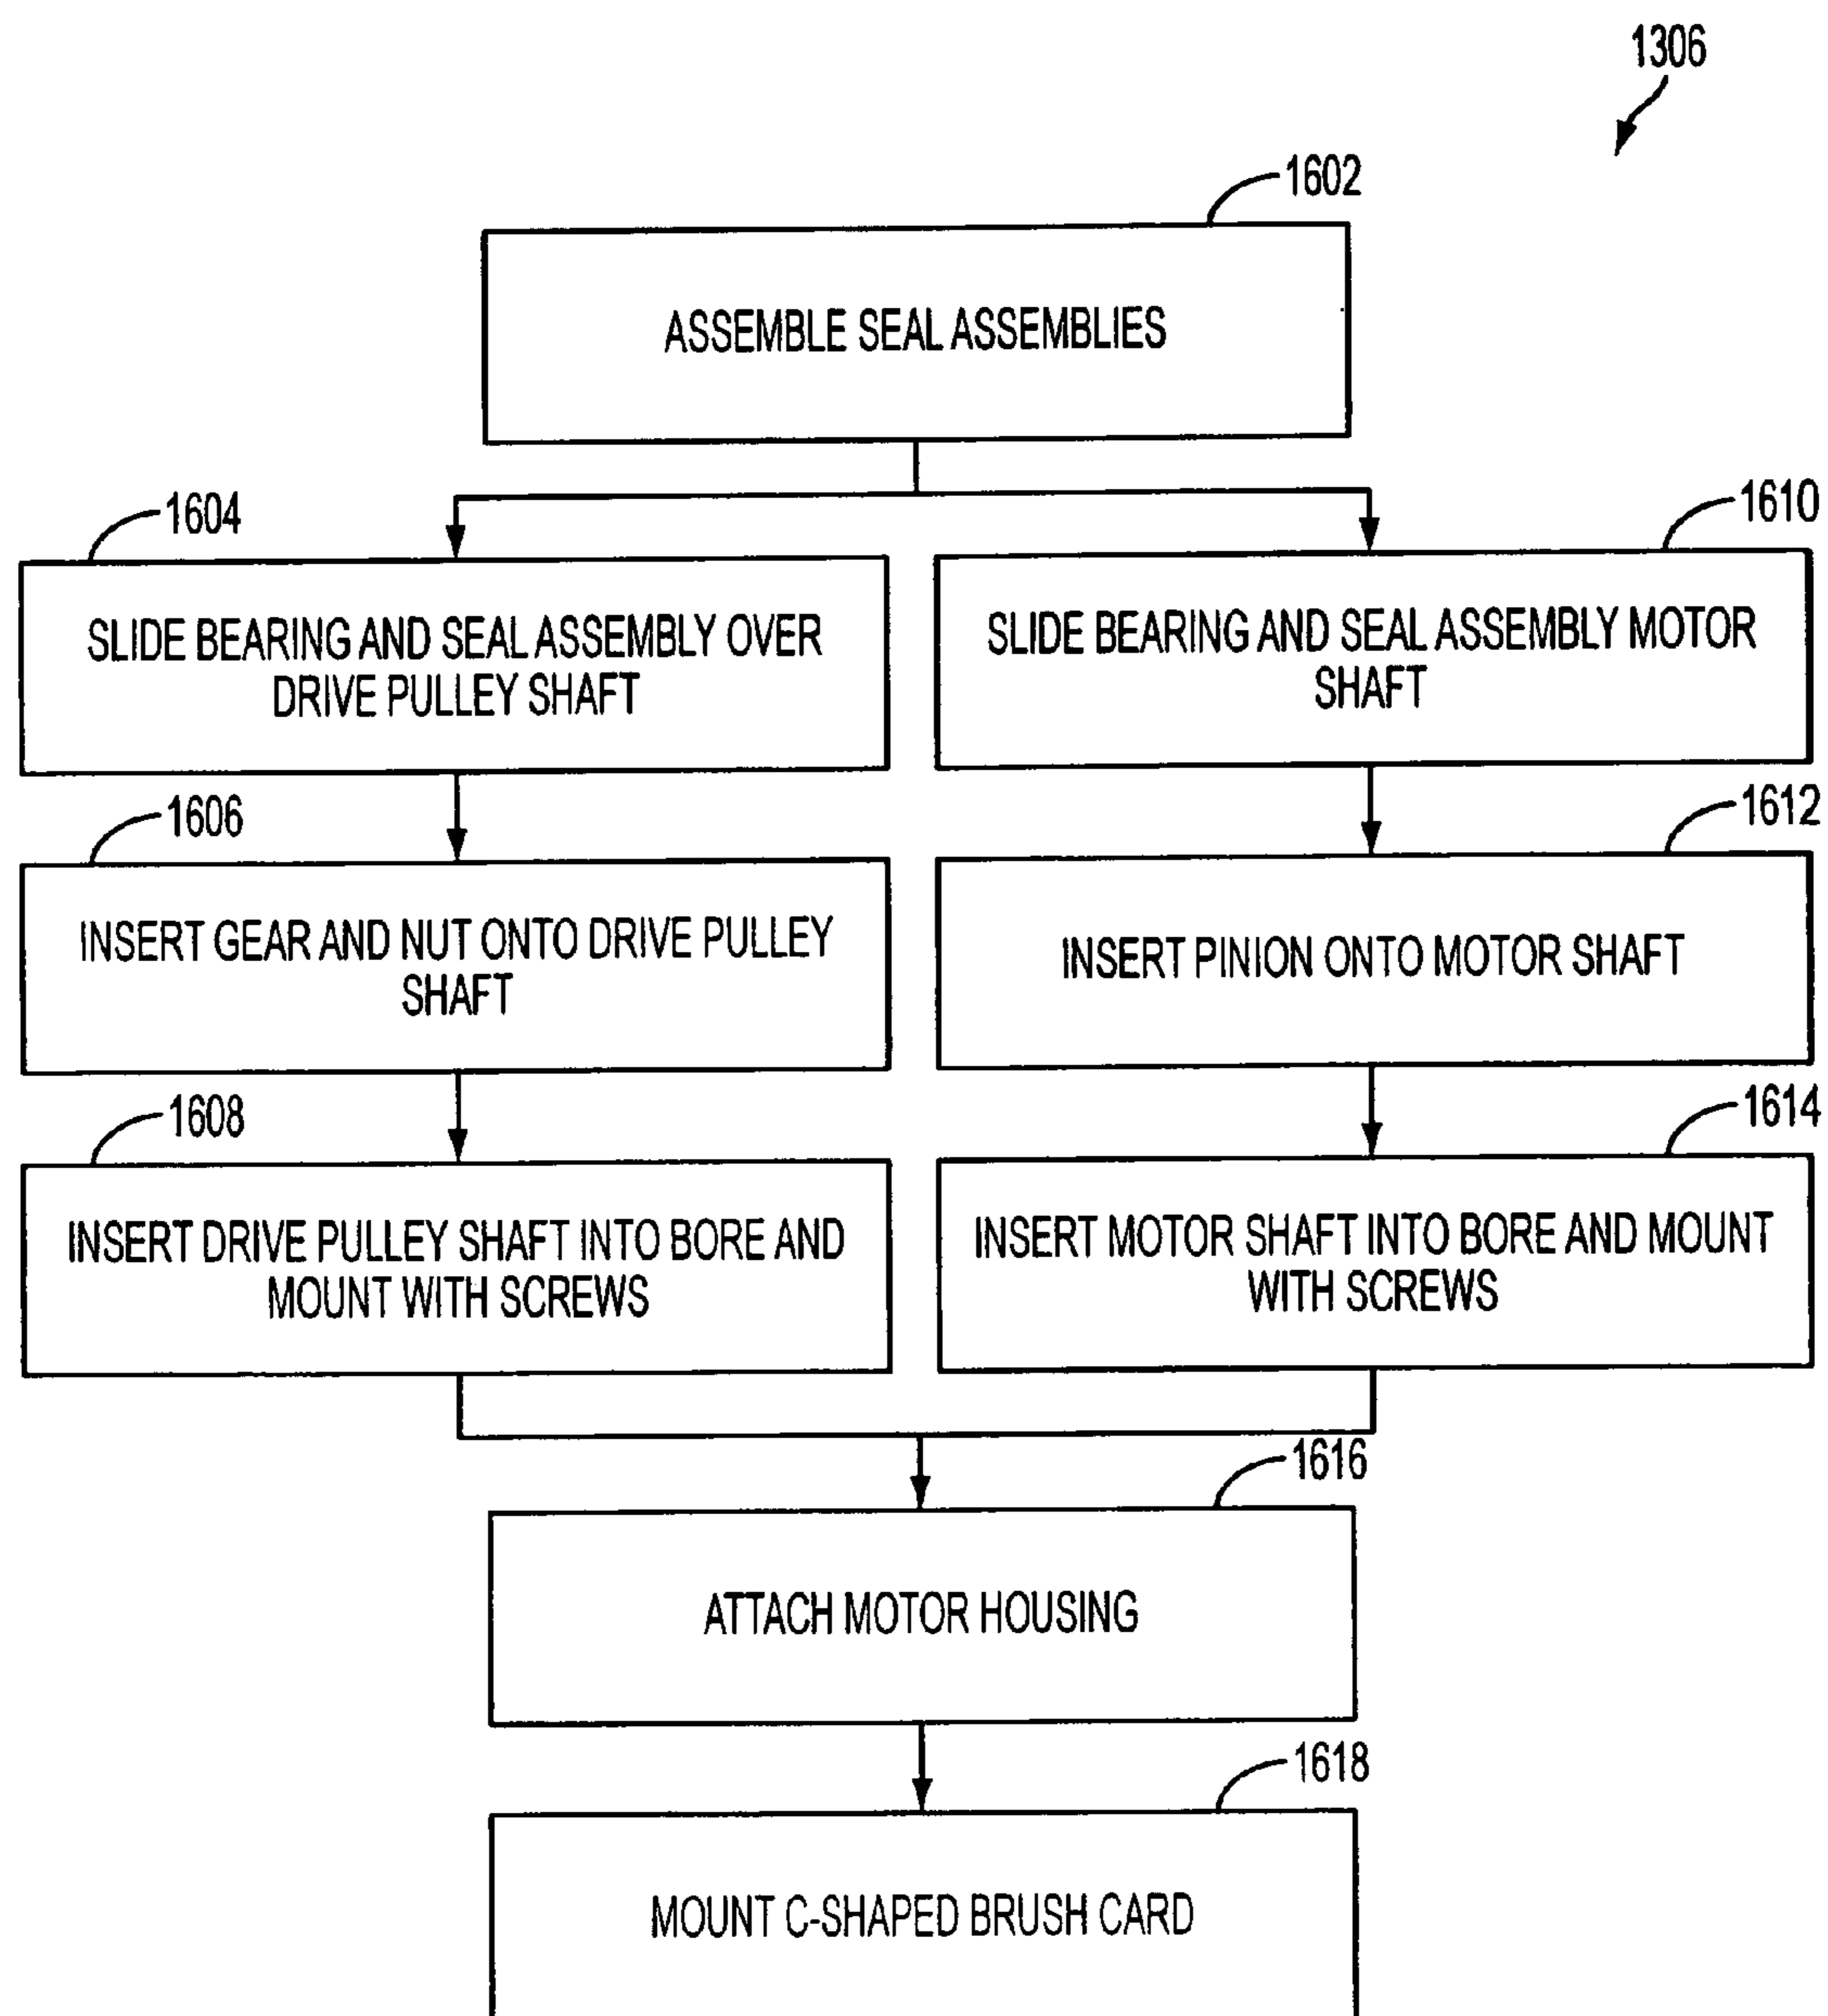 1306
1602
ASSEMBLE SEAL ASSEMBLIES
1604
SLIDE BEARING AND SEAL ASSEMBLY OVER
DRIVE PULLEY SHAFT
1610
SLIDE BEARING AND SEAL ASSEMBLY MOTOR
SHAFT
1606
INSERT GEAR AND NUT ONTO DRIVE PULLEY
SHAFT
1612
INSERT PINION ONTO MOTOR SHAFT
1608
INSERT DRIVE PULLEY SHAFT INTO BORE AND
MOUNT WITH SCREWS
1614
INSERT MOTOR SHAFT INTO BORE AND MOUNT
WITH SCREWS
1616
ATTACH MOTOR HOUSING
1618
MOUNT C-SHAPED BRUSH CARD